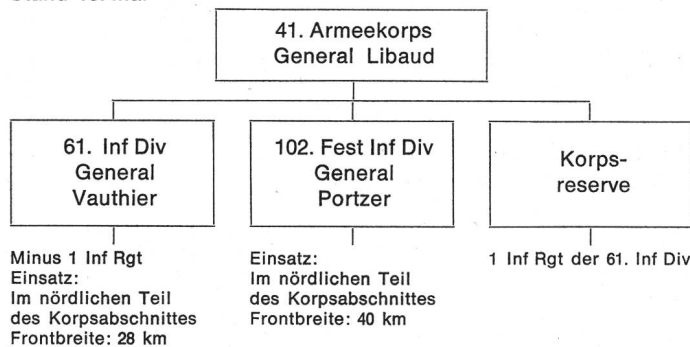 41. Armeekorps
General Libaud
61. Inf Div
General
Vauthier
102. Fest Inf Div
General
Portzer
Korps-
reserve
Minus 1 Inf Rgt
Einsatz:
Im nördlichen Teil
des Korpsabschnittes
Frontbreite: 28 km
Einsatz:
Im nördlichen Teil
des Korpsabschnittes
Frontbreite: 40 km
1 Inf Rgt der 61. Inf Div